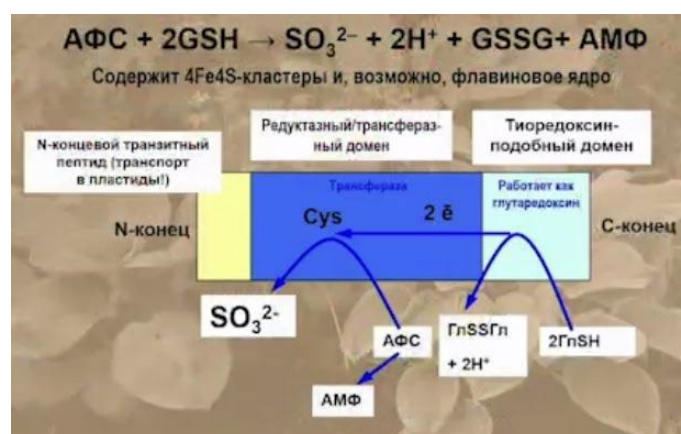 АФС + 2GSH → SO₃²⁻ + 2H⁺ + GSSG+ АМФ
Содержит 4Fe4S-кластеры и, возможно, флавиновое ядро
N-концевой транзитный
пептид (транспорт
в пластиды!)
Редуктазный/трансфераз-
ный домен
Тиоредоксин-
подобный домен
Трансфераза
Работает как
глутаредоксин
N-конец
Cys
2 ē
С-конец
SO₃²⁻
АФС
ГлSSГл
+ 2H⁺
2ГлSH
АМФ